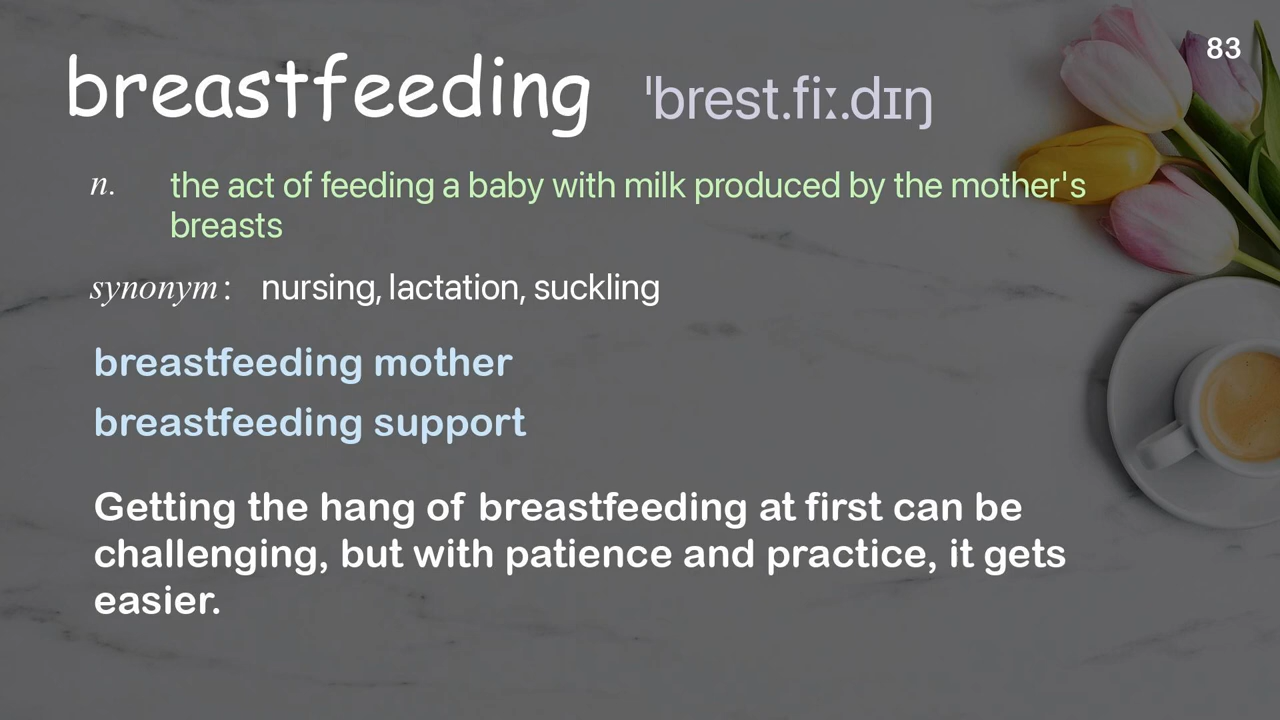 83
breastfeeding ˈbrest.fiː.dɪŋ
n. the act of feeding a baby with milk produced by the mother's
breasts
synonym: nursing, lactation, suckling
breastfeeding mother
breastfeeding support
Getting the hang of breastfeeding at first can be
challenging, but with patience and practice, it gets
easier.